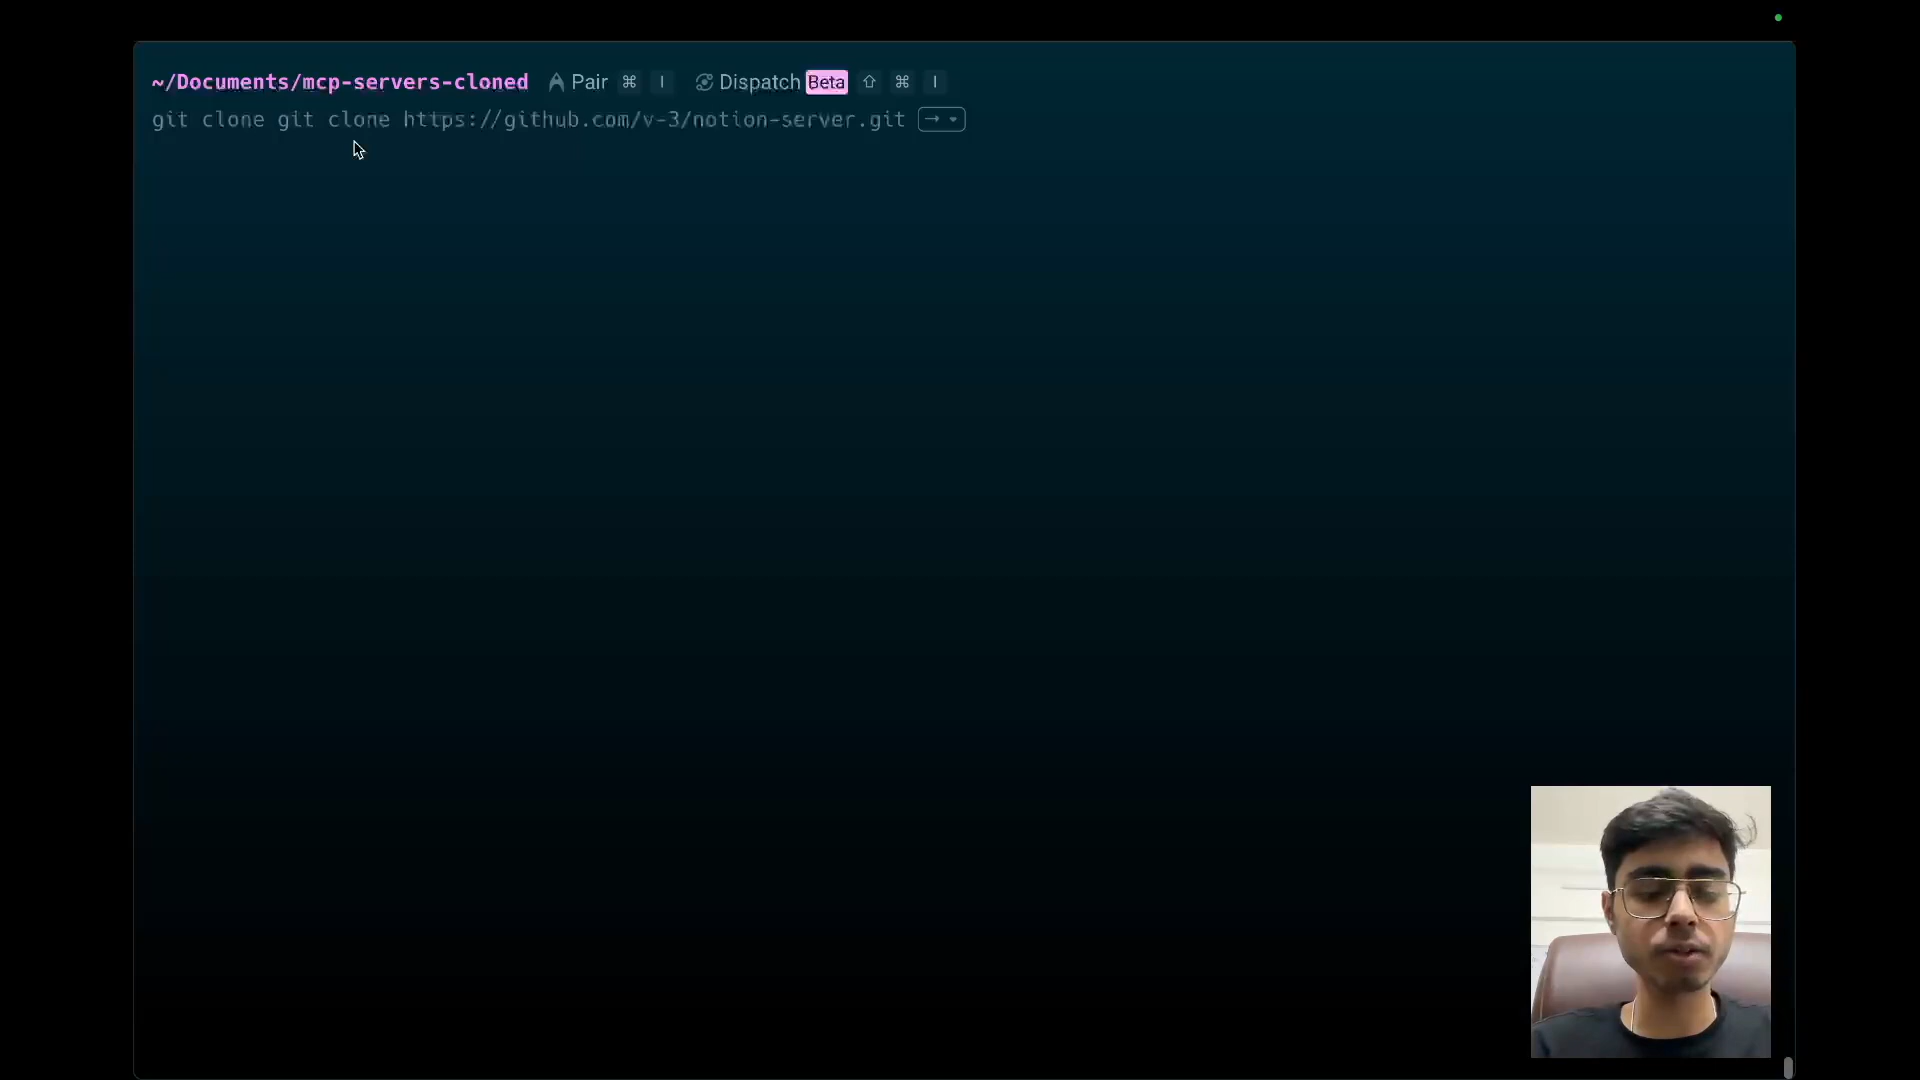 ~/Documents/mcp-servers-cloned Pair ⌘ I Dispatch Beta ⇧ ⌘ I
git clone git clone https://github.com/v-3/notion-server.git →